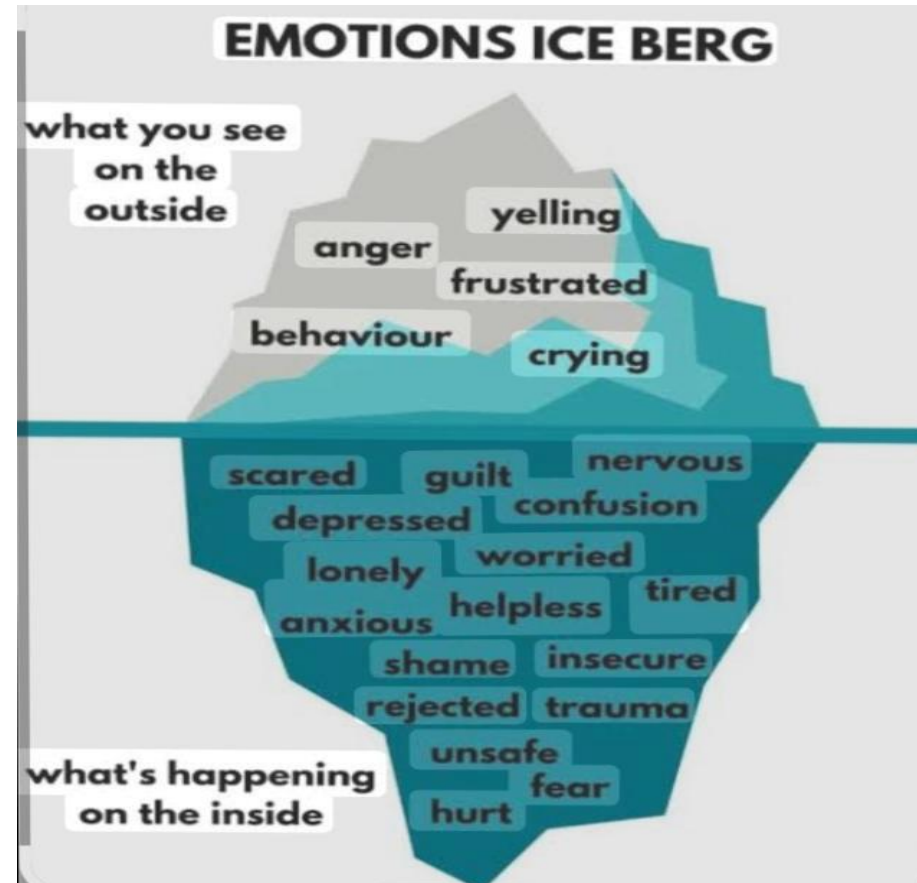 EMOTIONS ICE BERG
what you see
on the
outside
yelling
anger
frustrated
behaviour
crying
scared
guilt
nervous
depressed
confusion
lonely
worried
tired
anxious
helpless
shame
insecure
rejected
trauma
unsafe
fear
hurt
what's happening
on the inside